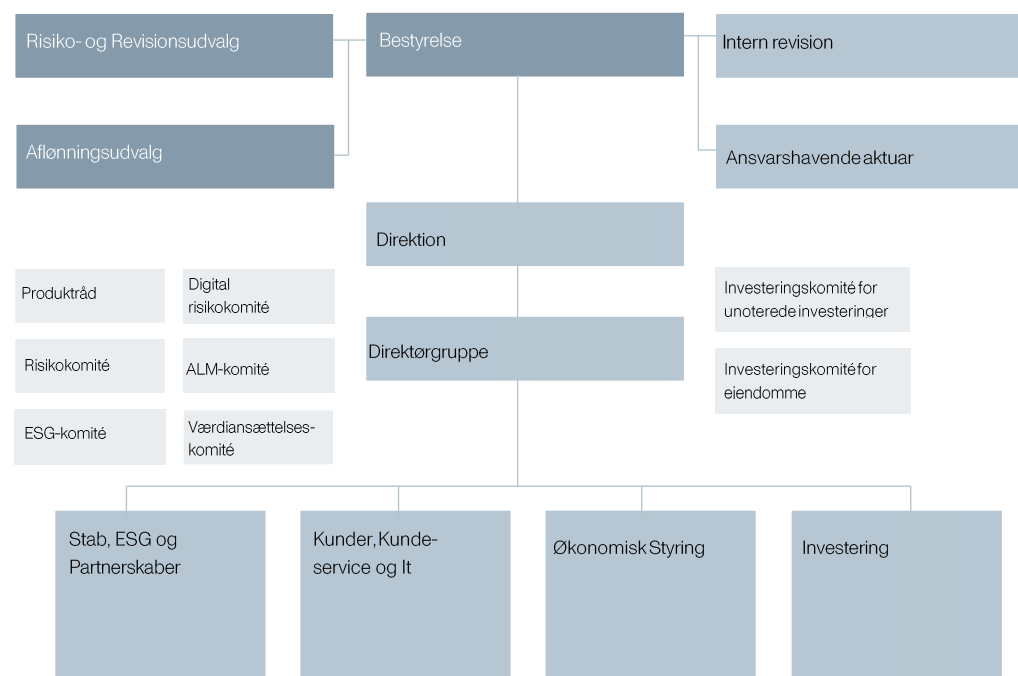 Risiko- og Revisionsudvalg
Bestyrelse
Intern revision
Aflønningsudvalg
Ansvarshavende aktuar
Direktion
Produktråd
Digital
risikokomité
Investeringskomité for
unoterede investeringer
Direktørgruppe
Risikokomité
ALM-komité
Investeringskomité for
eiendomme
ESG-komité
Værdiansættelses-
komité
Stab, ESG og
Partnerskaber
Kunder, Kunde-
service og It
Økonomisk Styring
Investering